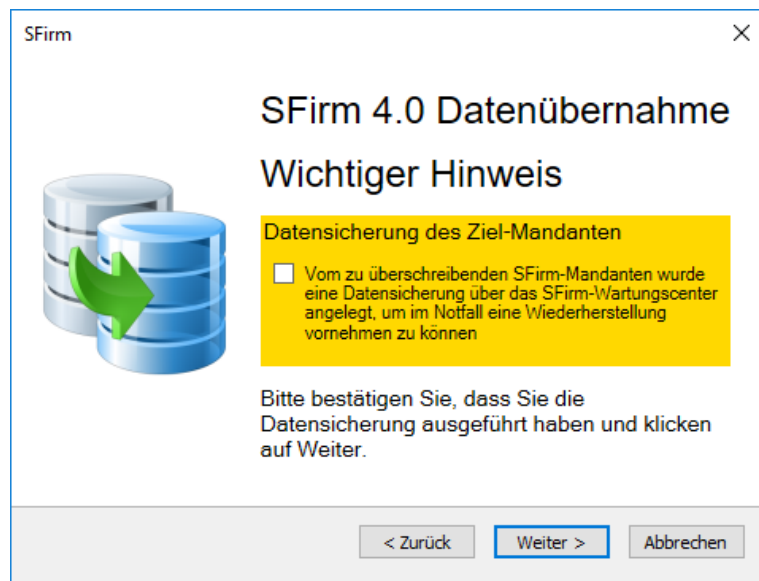 SFirm
SFirm 4.0 Datenübernahme
Wichtiger Hinweis
Datensicherung des Ziel-Mandanten
Vom zu überschreibenden SFirm-Mandanten wurde
eine Datensicherung über das SFirm-Wartungscenter
angelegt, um im Notfall eine Wiederherstellung
vornehmen zu können
Bitte bestätigen Sie, dass Sie die
Datensicherung ausgeführt haben und klicken
auf Weiter.
< Zurück Weiter > Abbrechen